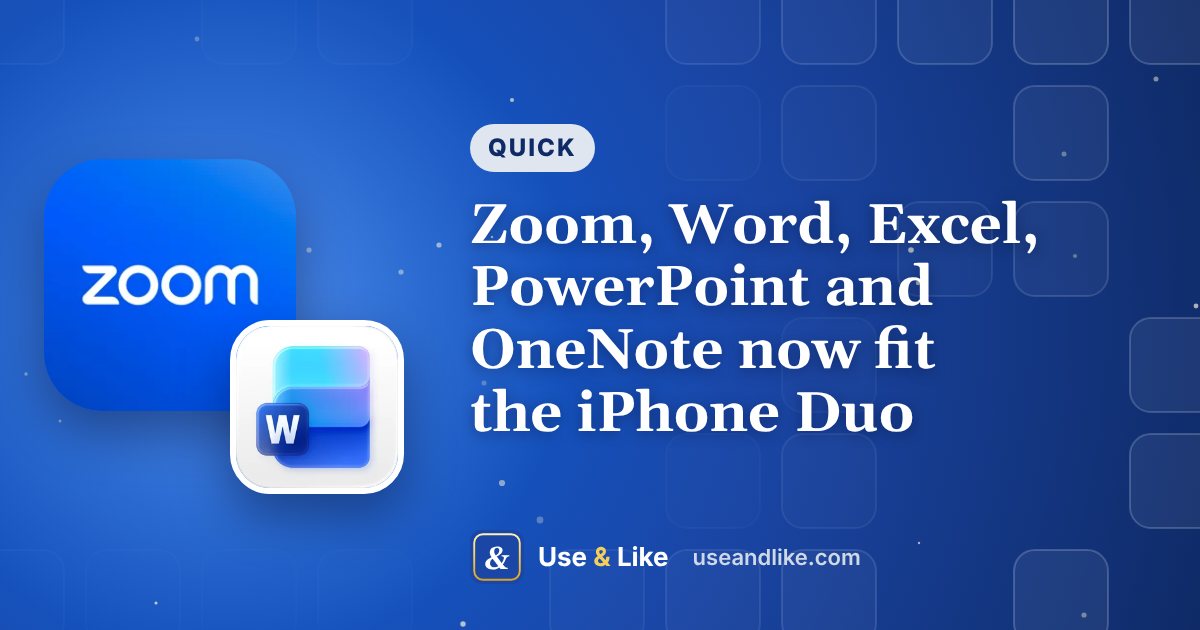 QUICK
Zoom, Word, Excel,
PowerPoint and
OneNote now fit
the iPhone Duo
zoom
W
& Use & Like useandlike.com